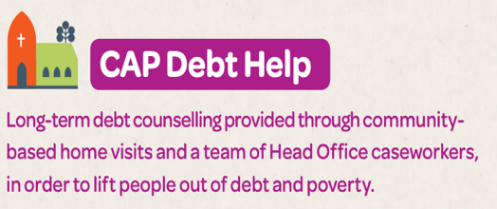 CAP Debt Help
Long-term debt counselling provided through community-
based home visits and a team of Head Office caseworkers,
in order to lift people out of debt and poverty.